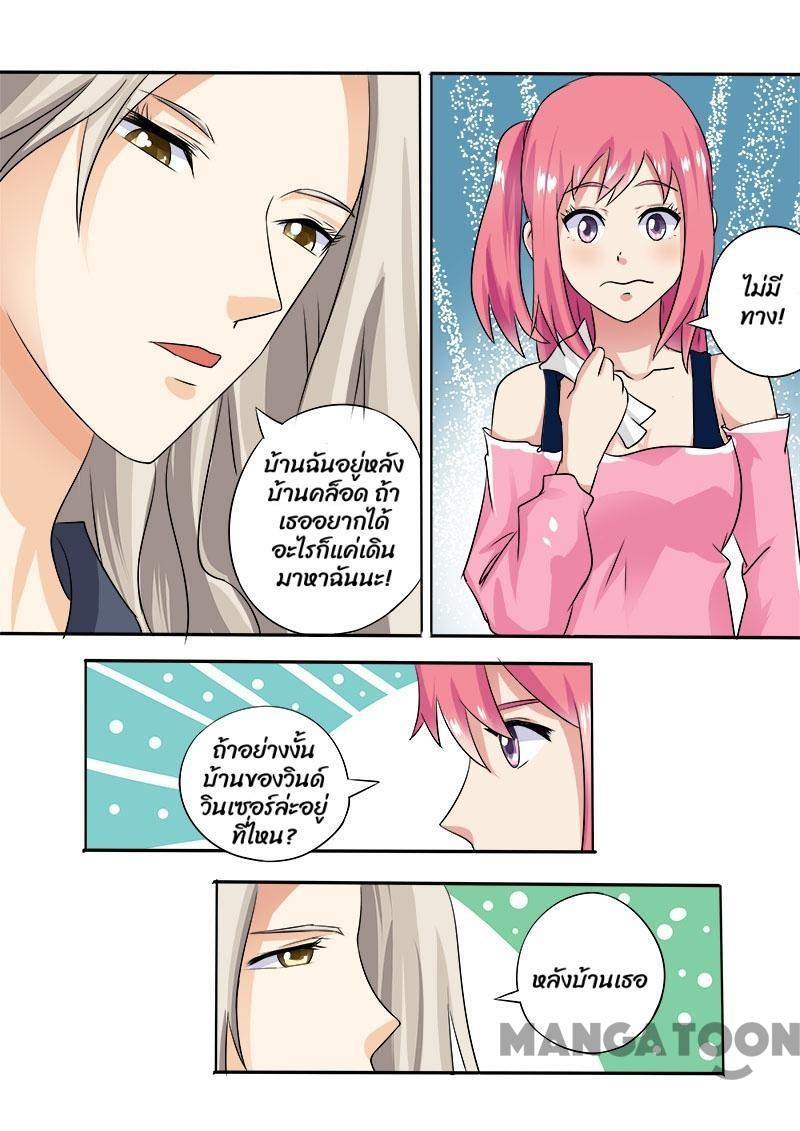 บ้านฉันอยู่หลัง
บ้านคล็อด ถ้า
เธออยากได้
อะไรก็แค่เดิน
มาหาฉันนะ!
ไม่มี
ทาง!
ถ้าอย่างงั้น
บ้านของวินด์
วินเซอร์ล่ะอยู่
ที่ไหน?
หลังบ้านเธอ
MANGATOON